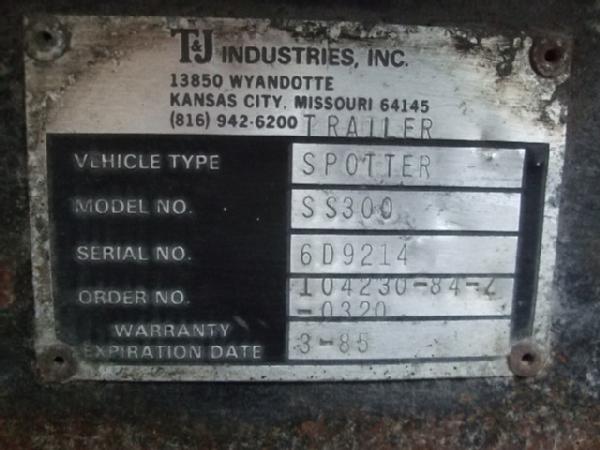 T&J INDUSTRIES, INC.
13850 WYANDOTTE
KANSAS CITY, MISSOURI 64145
(816) 942-6200
TRAILER
VEHICLE TYPE SPOTTER
MODEL NO. SS300
SERIAL NO. 6D9214
ORDER NO. 104230-84-Z
-0320
WARRANTY
EXPIRATION DATE 3-85